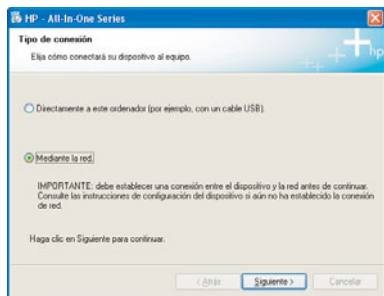 HP - All-In-One Series
Tipo de conexión
Elija cómo conectará su dispositivo al equipo.
hp
Directamente a este ordenador (por ejemplo, con un cable USB).
Mediante la red.
IMPORTANTE: debe establecer una conexión entre el dispositivo y la red antes de continuar.
Consulte las instrucciones de configuración del dispositivo si aún no ha establecido la conexión
de red.
Haga clic en Siguiente para continuar.
< Atrás
Siguiente >
Cancelar